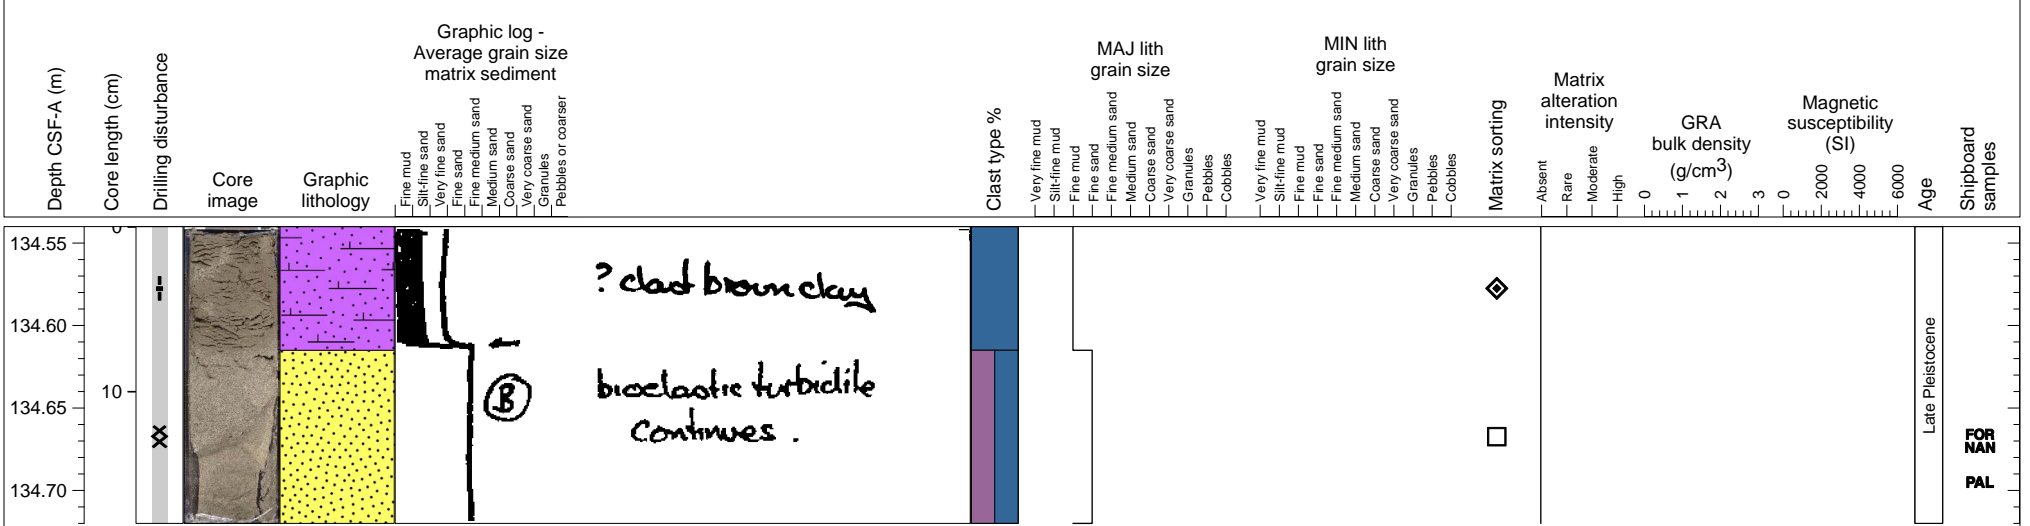 Graphic log -
Average grain size
matrix sediment
MAJ lith
grain size
MIN lith
grain size
Depth CSF-A (m)
Core length (cm)
Drilling disturbance
Core
image
Graphic
lithology
Fine mud
Silt-fine sand
Very fine sand
Fine sand
Fine medium sand
Medium sand
Coarse sand
Very coarse sand
Granules
Pebbles or coarser
Clast type %
Very fine mud
Silt-fine mud
Fine mud
Fine sand
Fine medium sand
Medium sand
Coarse sand
Very coarse sand
Granules
Pebbles
Cobbles
Very fine mud
Silt-fine mud
Fine mud
Fine sand
Fine medium sand
Medium sand
Coarse sand
Very coarse sand
Granules
Pebbles
Cobbles
Matrix sorting
Matrix
alteration
intensity
Absent
Rare
Moderate
High
GRA
bulk density
(g/cm3)
0 1 2 3
Magnetic
susceptibility
(SI)
0 2000 4000 6000
Age
Shipboard
samples
134.55
134.60
134.65
134.70
0
10
? clast brown clay
B
bioclastic turbidite
continues.
Late Pleistocene
FOR
NAN
PAL